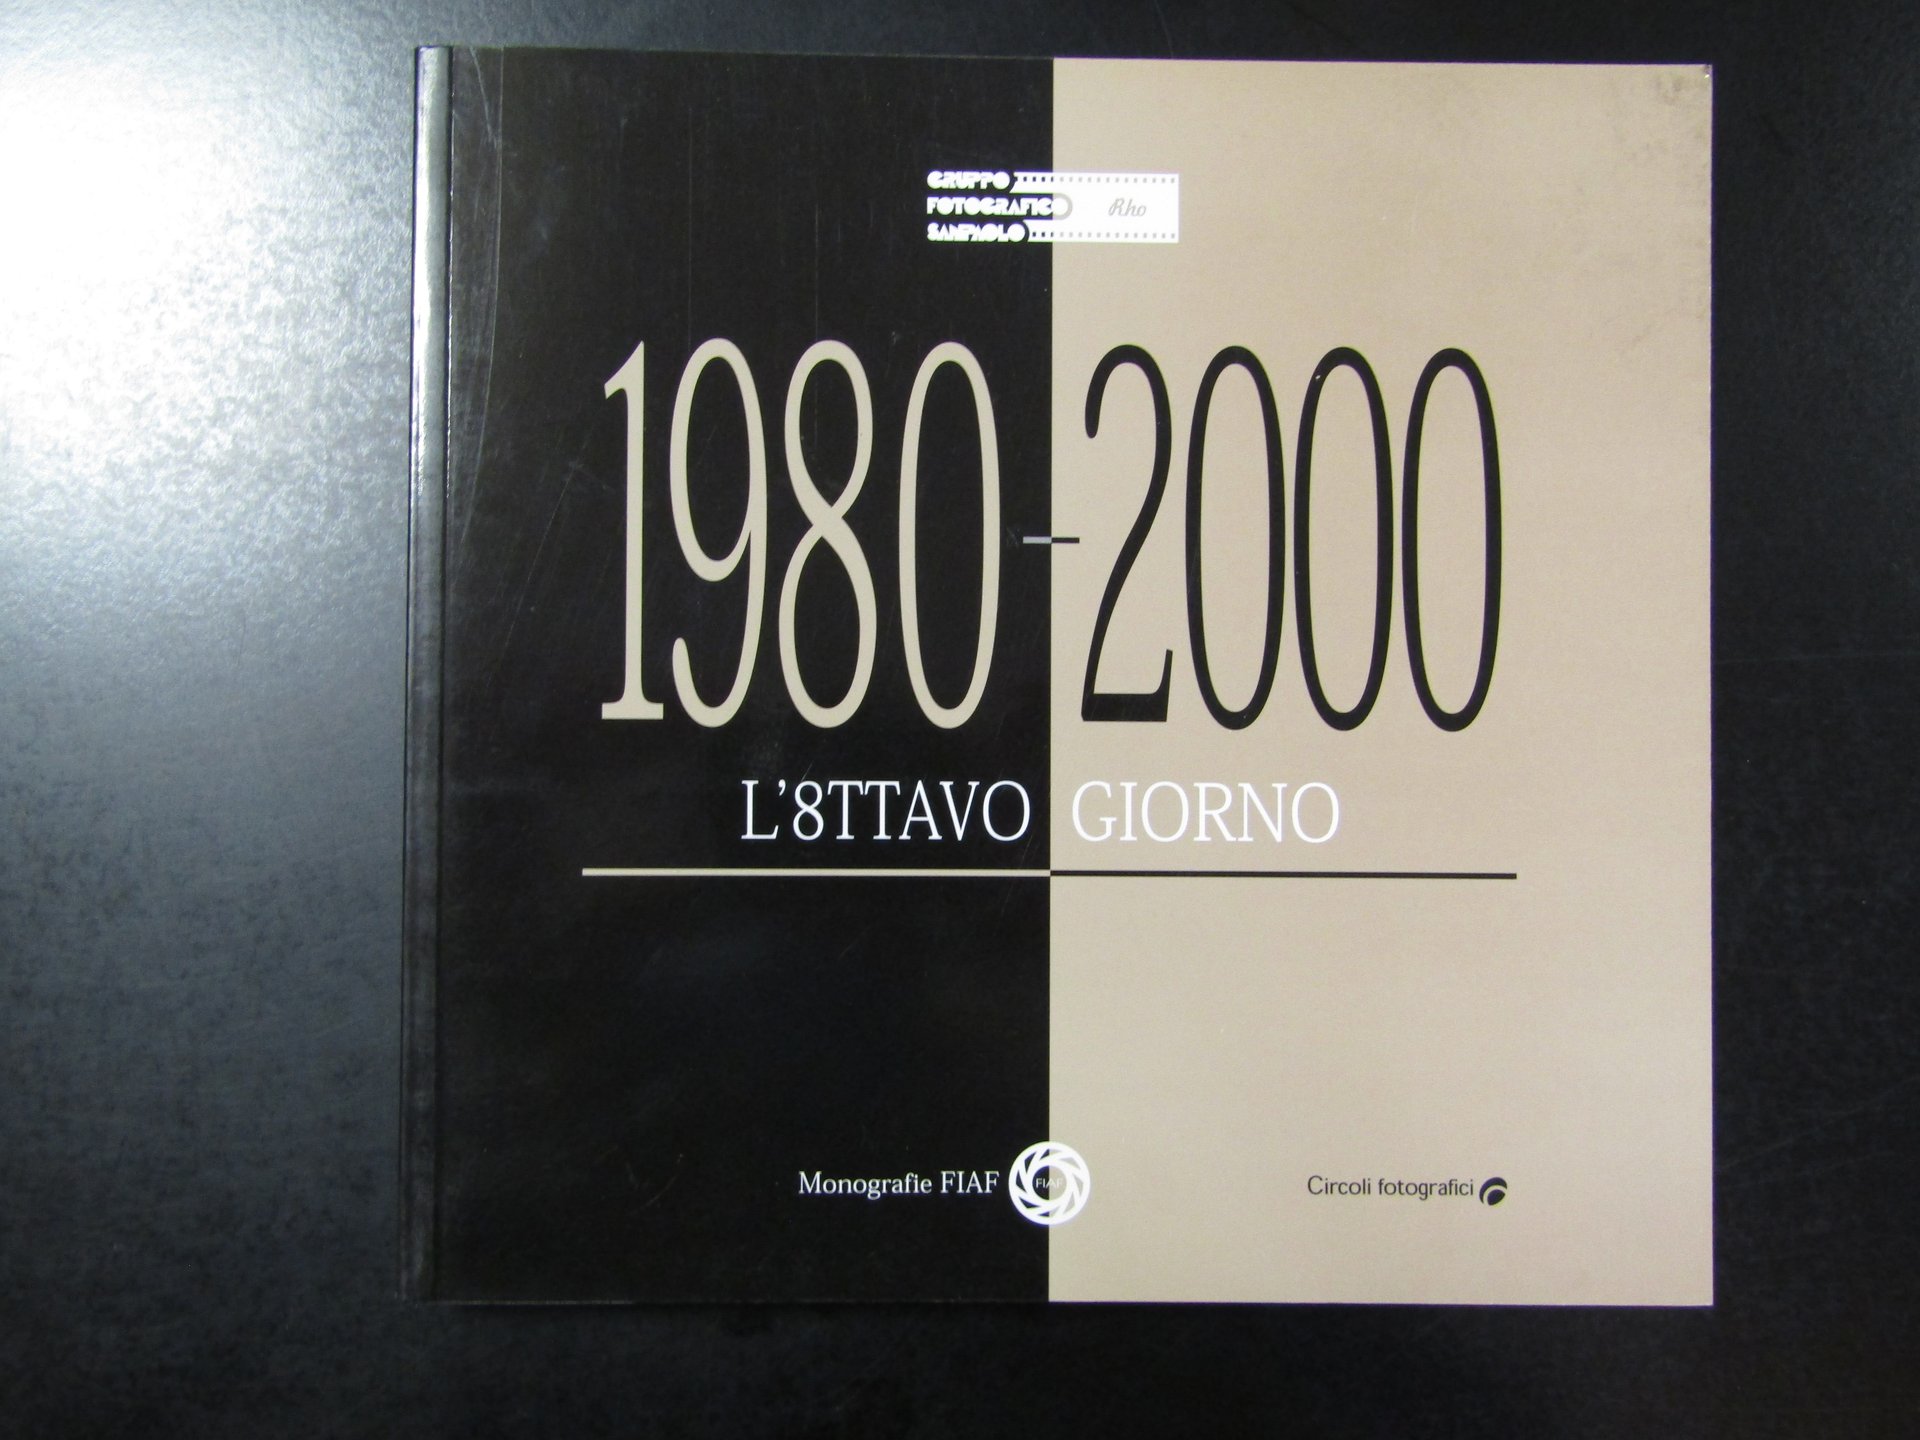 GRUPPO
FOTOGRAFICO Rho
SANPAOLO
1980-2000
L'8TTAVO GIORNO
Monografie FIAF FIAF
Circoli fotografici